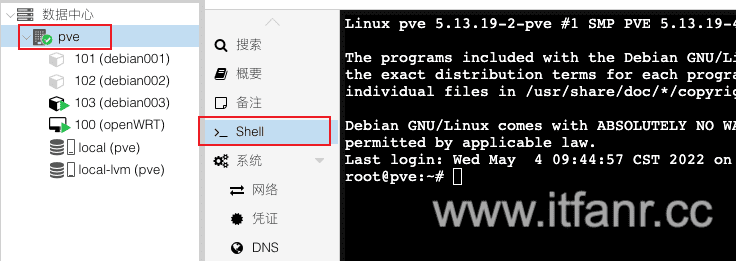 数据中心
pve
101 (debian001)
102 (debian002)
103 (debian003)
100 (openWRT)
local (pve)
local-lvm (pve)
搜索
概要
备注
Shell
系统
网络
凭证
DNS
Linux pve 5.13.19-2-pve #1 SMP PVE 5.13.19-4
The programs included with the Debian GNU/Li
the exact distribution terms for each progra
individual files in /usr/share/doc/*/copyrig
Debian GNU/Linux comes with ABSOLUTELY NO WA
permitted by applicable law.
Last login: Wed May  4 09:44:57 CST 2022 on
root@pve:~#
www.itfanr.cc